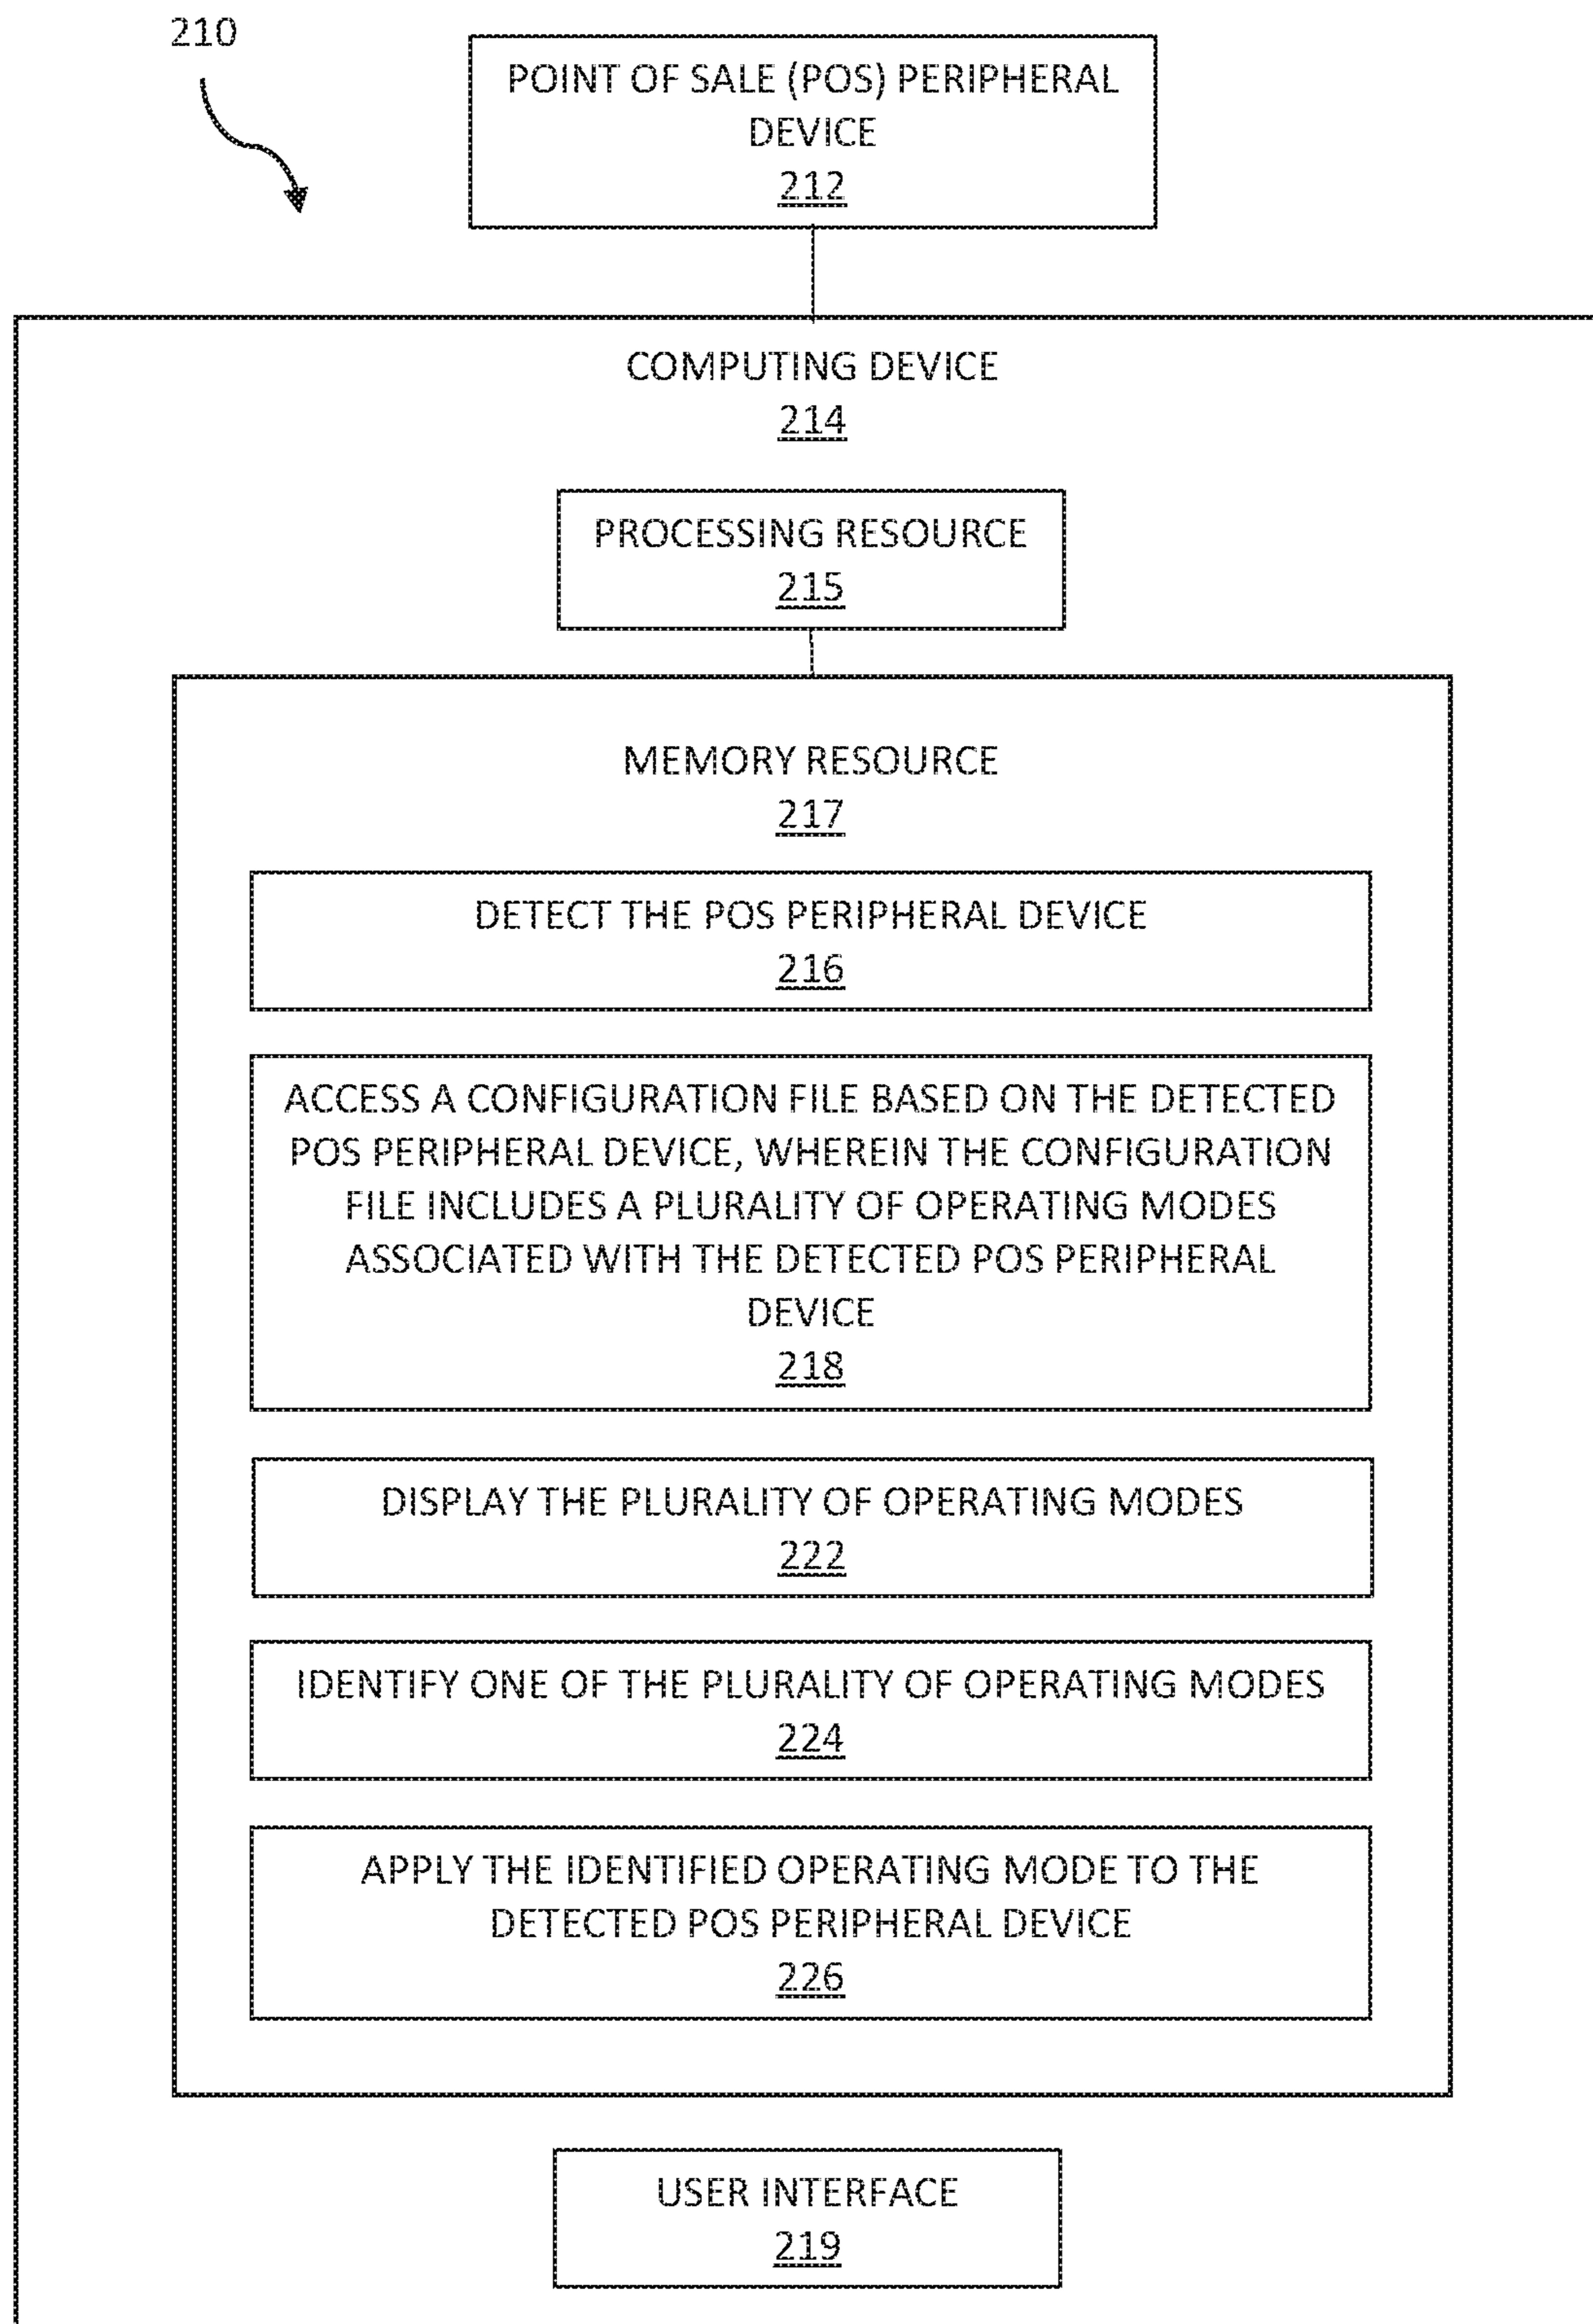 210
POINT OF SALE (POS) PERIPHERAL
DEVICE
212
COMPUTING DEVICE
214
PROCESSING RESOURCE
215
MEMORY RESOURCE
217
DETECT THE POS PERIPHERAL DEVICE
216
ACCESS A CONFIGURATION FILE BASED ON THE DETECTED
POS PERIPHERAL DEVICE, WHEREIN THE CONFIGURATION
FILE INCLUDES A PLURALITY OF OPERATING MODES
ASSOCIATED WITH THE DETECTED POS PERIPHERAL
DEVICE
218
DISPLAY THE PLURALITY OF OPERATING MODES
222
IDENTIFY ONE OF THE PLURALITY OF OPERATING MODES
224
APPLY THE IDENTIFIED OPERATING MODE TO THE
DETECTED POS PERIPHERAL DEVICE
226
USER INTERFACE
219